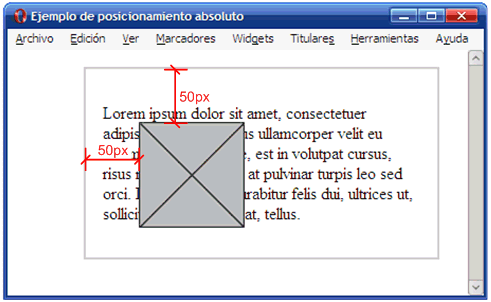 Ejemplo de posicionamiento absoluto
Archivo Edición Ver Marcadores Widgets Titulares Herramientas Ayuda
50px
Lorem ipsum dolor sit amet, consectetuer
adipis us ullamcorper velit eu
50px , est in volutpat cursus,
risus at pulvinar turpis leo sed
orci. urabitur felis dui, ultrices ut,
sollicit at, tellus.